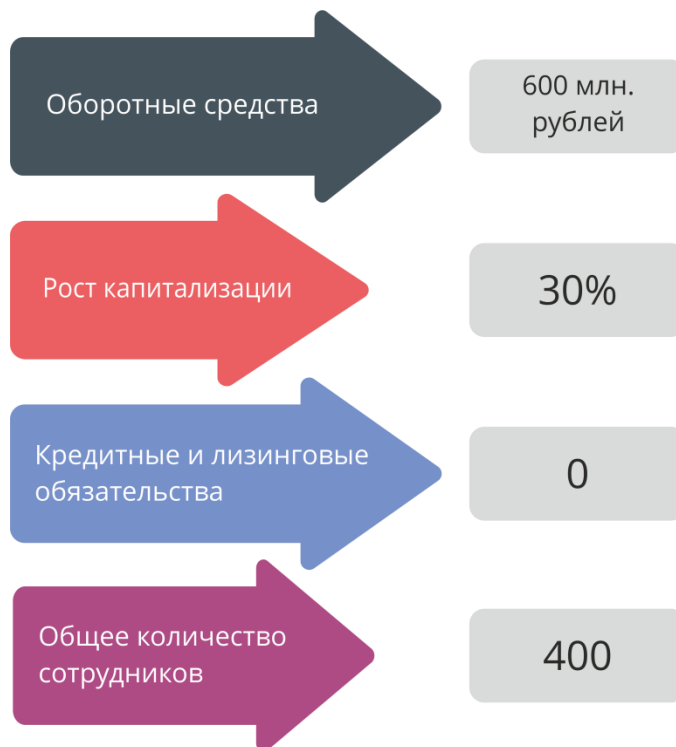 Оборотные средства
600 млн.
рублей
Рост капитализации
30%
Кредитные и лизинговые
обязательства
0
Общее количество
сотрудников
400